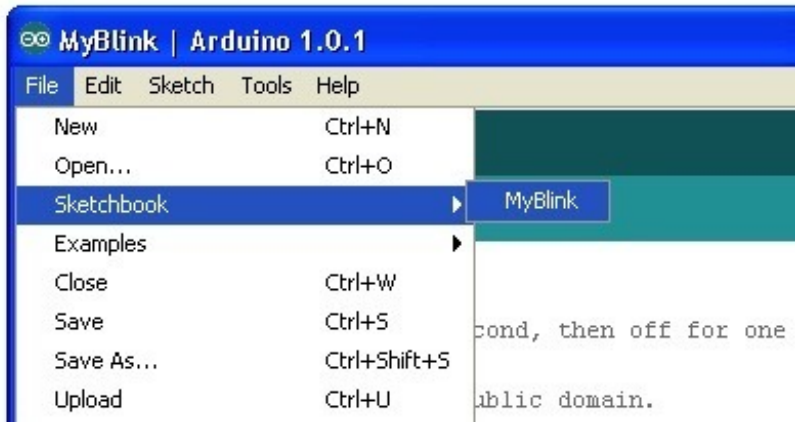 MyBlink | Arduino 1.0.1
File Edit Sketch Tools Help
New Ctrl+N
Open... Ctrl+O
Sketchbook MyBlink
Examples
Close Ctrl+W
Save Ctrl+S
cond, then off for one
Save As... Ctrl+Shift+S
Upload Ctrl+U
ublic domain.